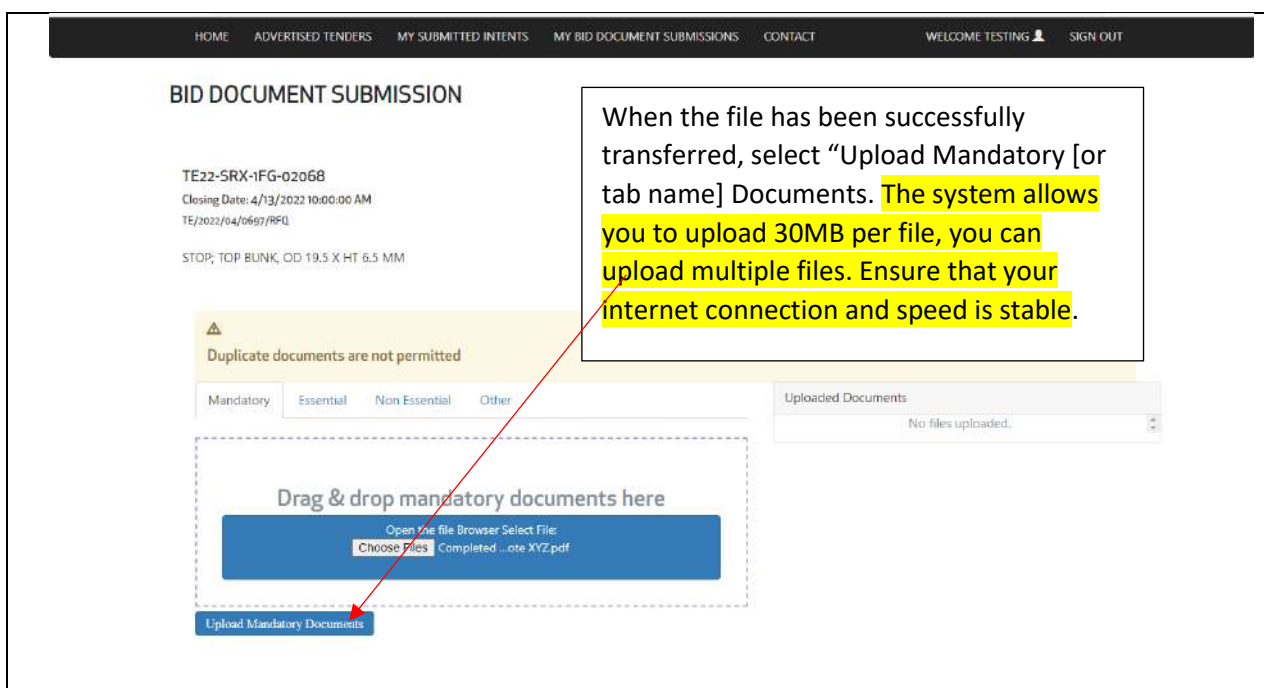 HOME ADVERTISED TENDERS MY SUBMITTED INTENTS MY BID DOCUMENT SUBMISSIONS CONTACT WELCOME TESTING SIGN OUT
BID DOCUMENT SUBMISSION
When the file has been successfully
transferred, select “Upload Mandatory [or
tab name] Documents. The system allows
you to upload 30MB per file, you can
upload multiple files. Ensure that your
internet connection and speed is stable.
TE22-SRX-1FG-02068
Closing Date: 4/13/2022 10:00:00 AM
TE/2022/04/0697/RFQ
STOP; TOP BUNK, OD 19.5 X HT 6.5 MM
Duplicate documents are not permitted
Mandatory Essential Non Essential Other
Uploaded Documents
No files uploaded.
Drag & drop mandatory documents here
Open the file Browser Select File:
Choose Files Completed ...ote XYZ.pdf
Upload Mandatory Documents